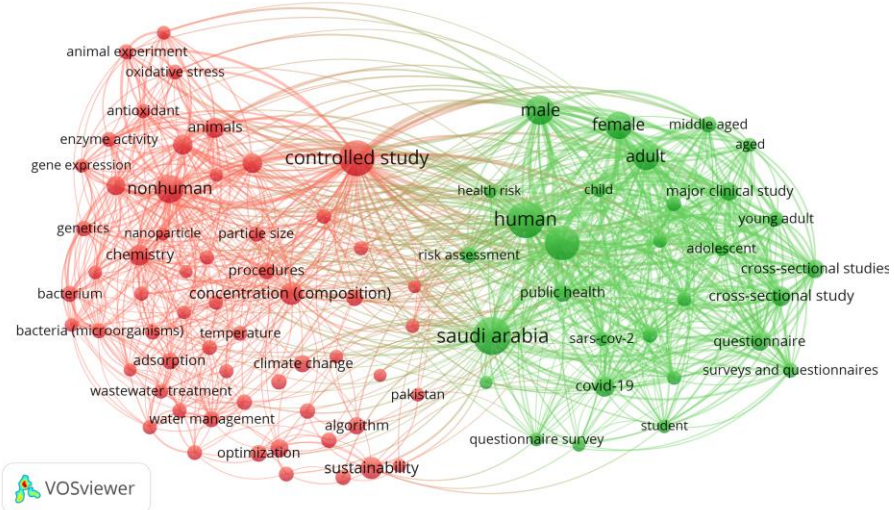 animal experiment
oxidative stress
antioxidant
enzyme activity
animals
gene expression
nonhuman
controlled study
genetics
nanoparticle
particle size
chemistry
procedures
bacterium
concentration (composition)
bacteria (microorganisms)
temperature
adsorption
climate change
wastewater treatment
pakistan
water management
algorithm
optimization
sustainability
male
female
middle aged
aged
adult
health risk
child
major clinical study
human
young adult
risk assessment
adolescent
cross-sectional studies
public health
cross-sectional study
saudi arabia
sars-cov-2
questionnaire
surveys and questionnaires
covid-19
student
questionnaire survey
VOSviewer